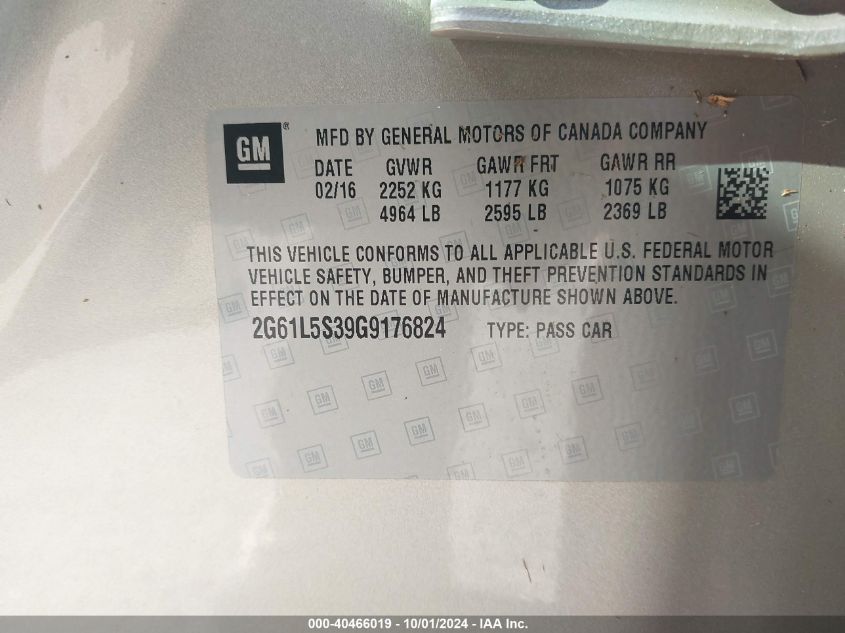 GM ® MFD BY GENERAL MOTORS OF CANADA COMPANY
DATE GVWR GAWR FRT GAWR RR
02/16 2252 KG 1177 KG 1075 KG
4964 LB 2595 LB 2369 LB
THIS VEHICLE CONFORMS TO ALL APPLICABLE U.S. FEDERAL MOTOR
VEHICLE SAFETY, BUMPER, AND THEFT PREVENTION STANDARDS IN
EFFECT ON THE DATE OF MANUFACTURE SHOWN ABOVE.
2G61L5S39G9176824 TYPE: PASS CAR
000-40466019 - 10/01/2024 - IAA Inc.